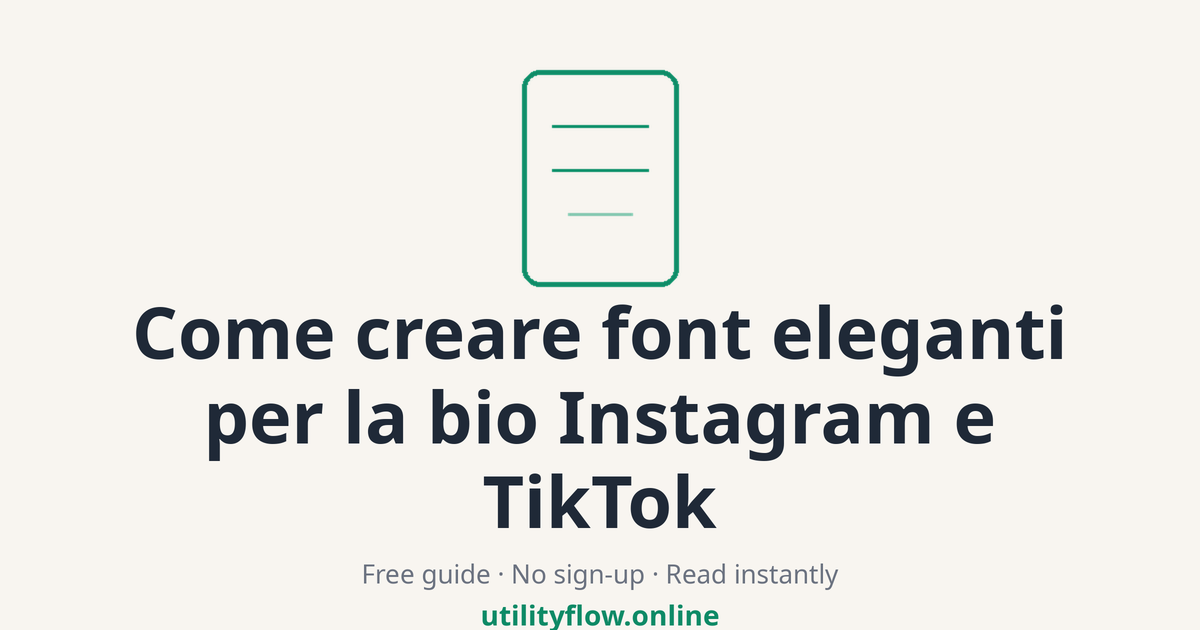 Come creare font eleganti
per la bio Instagram e
TikTok
Free guide · No sign-up · Read instantly
utilityflow.online